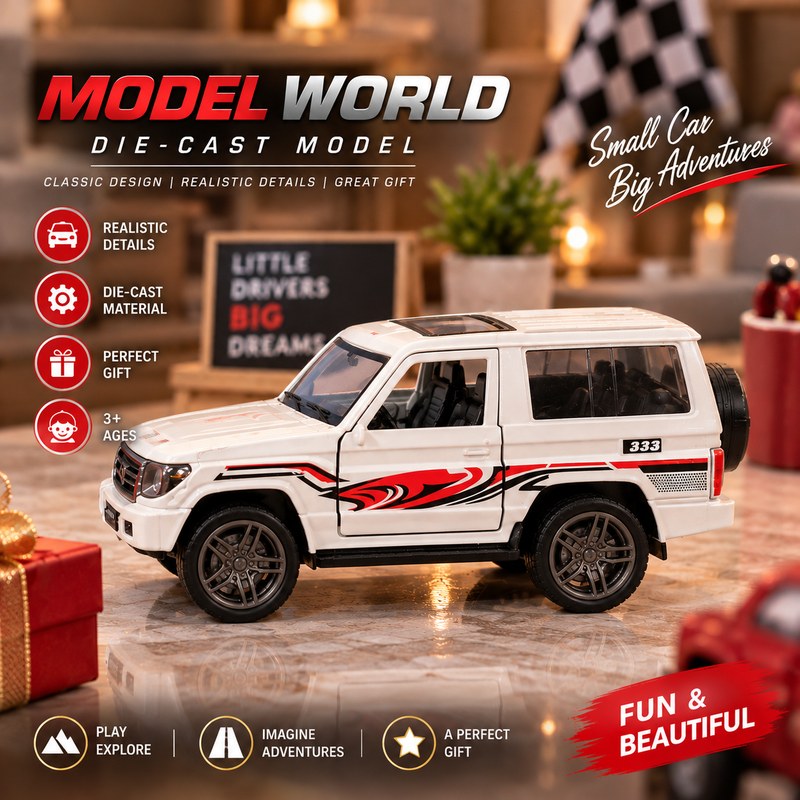 MODEL WORLD
DIE-CAST MODEL
CLASSIC DESIGN | REALISTIC DETAILS | GREAT GIFT
Small Car
Big Adventures
REALISTIC
DETAILS
DIE-CAST
MATERIAL
PERFECT
GIFT
3+
AGES
LITTLE
DRIVERS
BIG
DREAMS
333
PLAY
EXPLORE
IMAGINE
ADVENTURES
A PERFECT
GIFT
FUN &
BEAUTIFUL